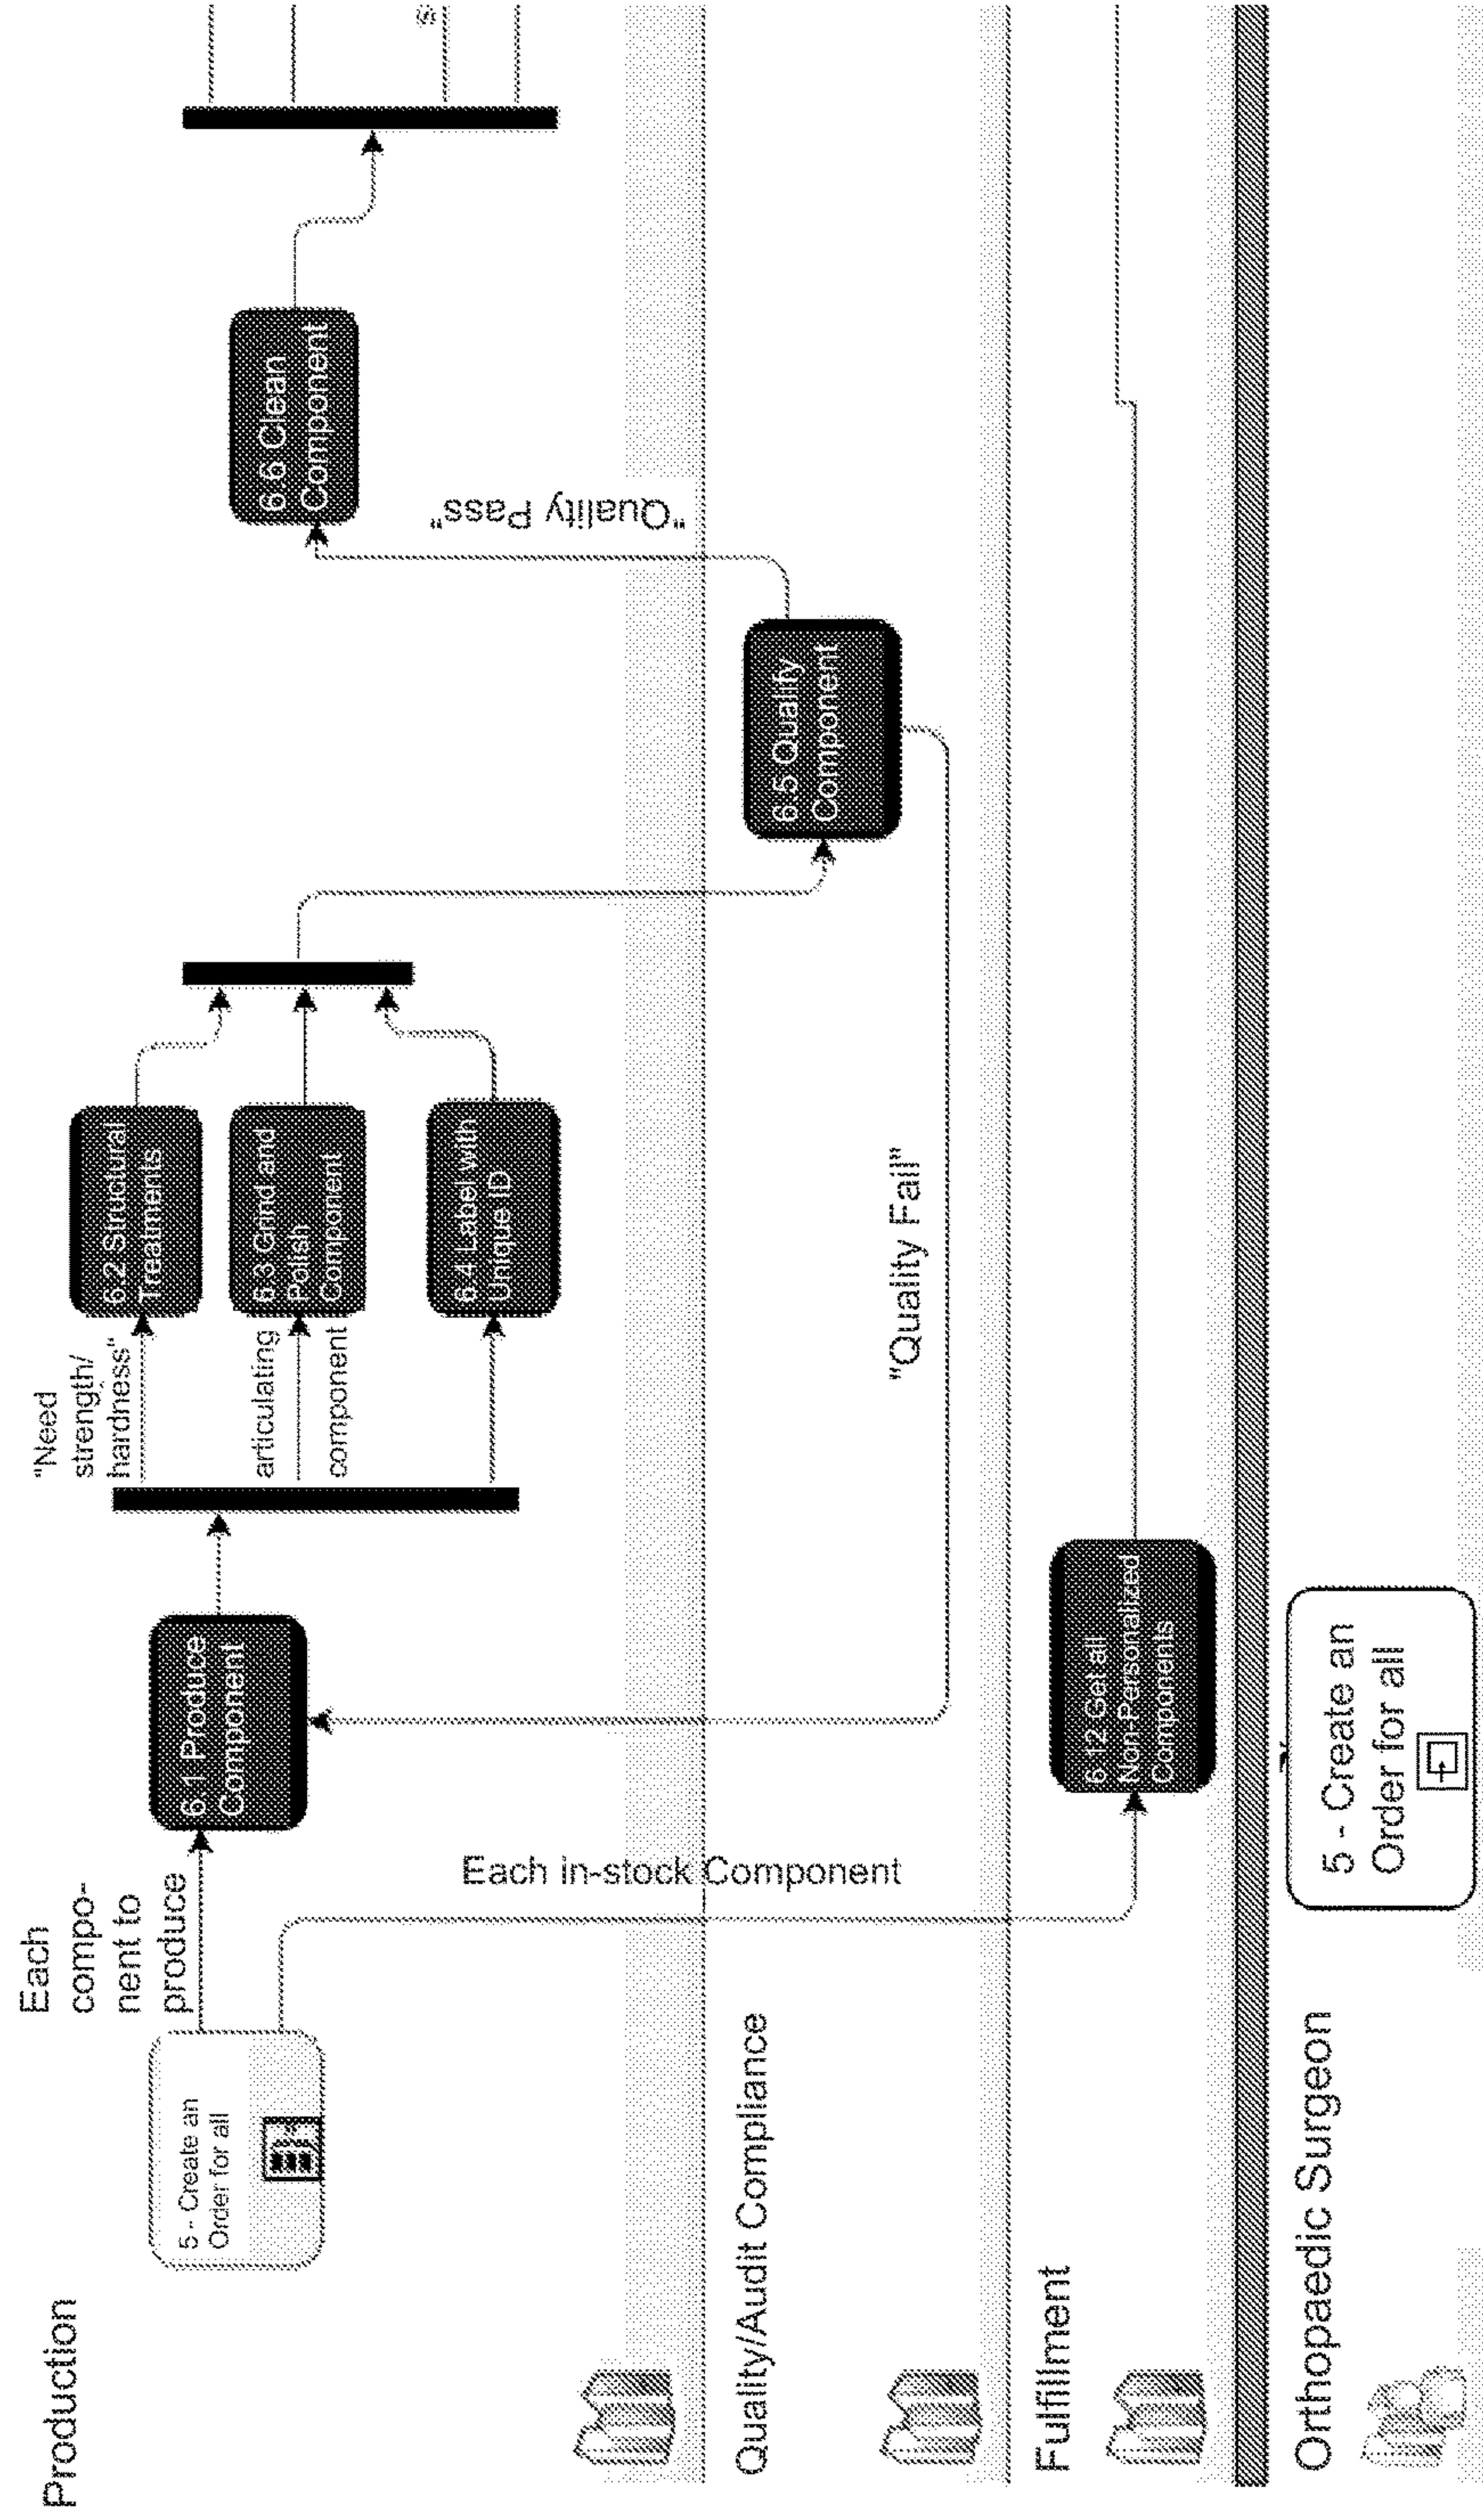 Production
5 - Create an
Order for all
Each
compo-
nent to
produce
6.1 Produce
Component
"Need
strength/
hardness"
articulating
component
6.2 Structural
Treatments
6.3 Grind and
Polish
Component
6.4 Label with
Unique ID
6.6 Clean
Component
"Quality Pass"
Each in-stock Component
Quality/Audit Compliance
6.5 Qualify
Component
"Quality Fail"
Fulfillment
6.12 Get all
Non-Personalized
Components
Orthopaedic Surgeon
5 - Create an
Order for all